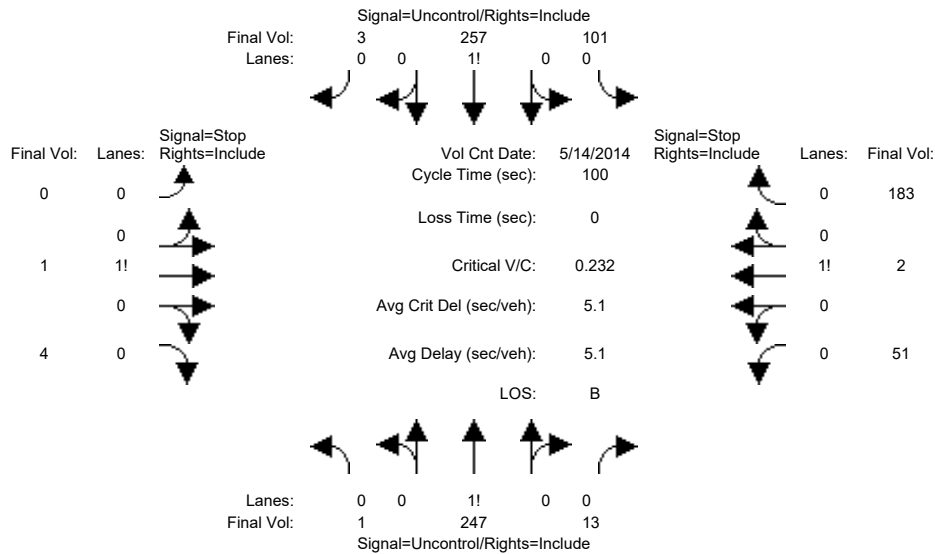 Signal=Uncontrol/Rights=Include
Final Vol: 3 257 101
Lanes: 0 0 1! 0 0
Signal=Stop
Final Vol: Lanes: Rights=Include
Vol Cnt Date: 5/14/2014
Signal=Stop
Rights=Include Lanes: Final Vol:
Cycle Time (sec): 100
0 0
0 183
Loss Time (sec): 0
0
0
1 1!
Critical V/C: 0.232
1! 2
0
Avg Crit Del (sec/veh): 5.1
0
4 0
Avg Delay (sec/veh): 5.1
0 51
LOS: B
Lanes: 0 0 1! 0 0
Final Vol: 1 247 13
Signal=Uncontrol/Rights=Include